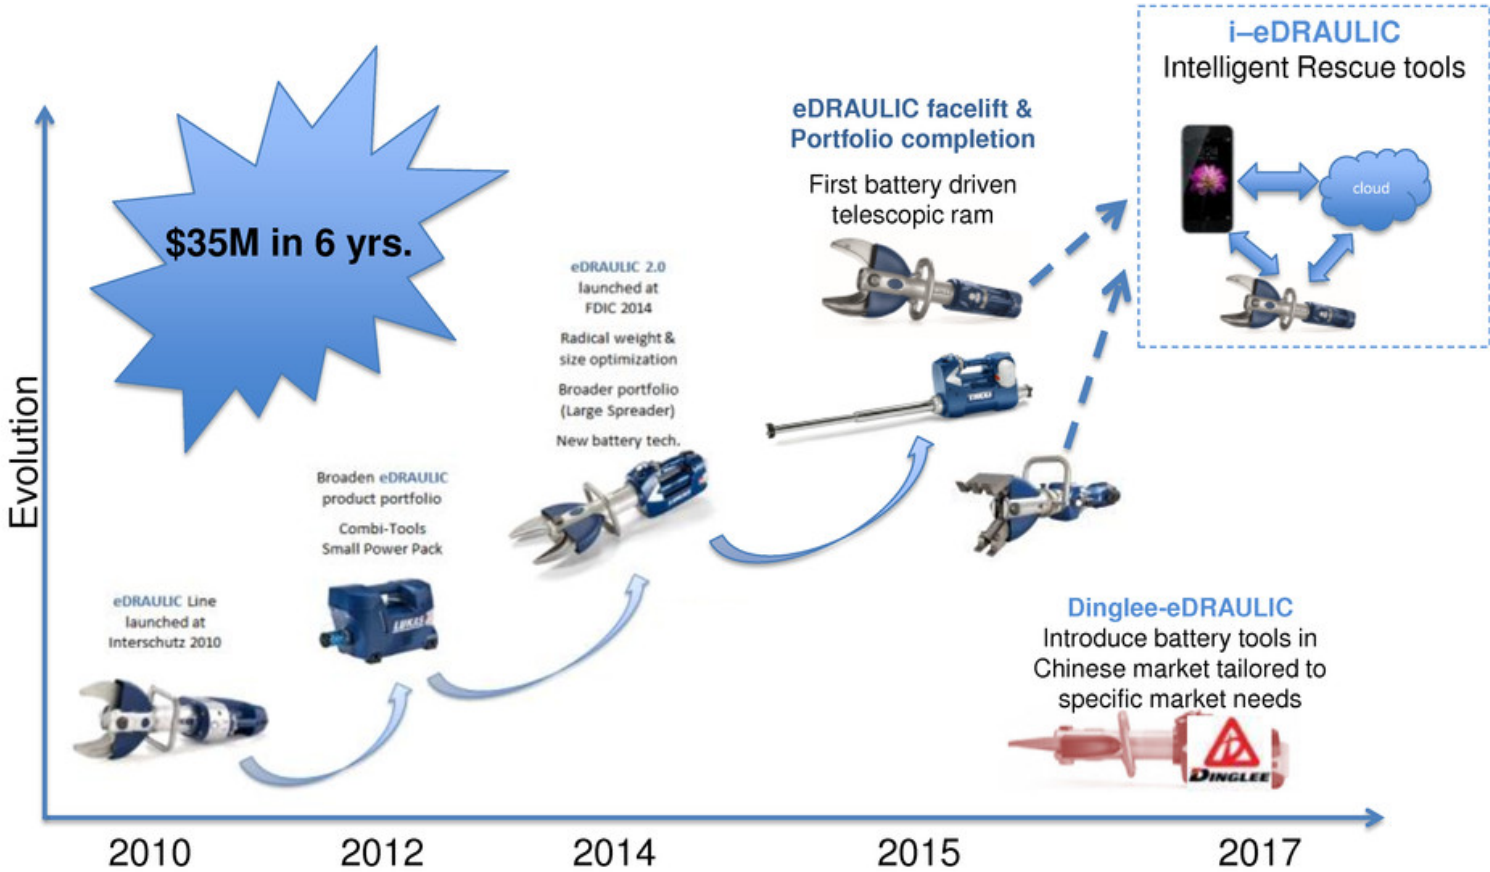 i–eDRAULIC
Intelligent Rescue tools
cloud
eDRAULIC facelift &
Portfolio completion
First battery driven
telescopic ram
$35M in 6 yrs.
eDRAULIC 2.0
launched at
FDIC 2014
Radical weight &
size optimization
Broader portfolio
(Large Spreader)
New battery tech.
Broaden eDRAULIC
product portfolio
Combi-Tools
Small Power Pack
LUKAS
eDRAULIC Line
launched at
Interschutz 2010
Dinglee-eDRAULIC
Introduce battery tools in
Chinese market tailored to
specific market needs
DINGLEE
Evolution
2010
2012
2014
2015
2017